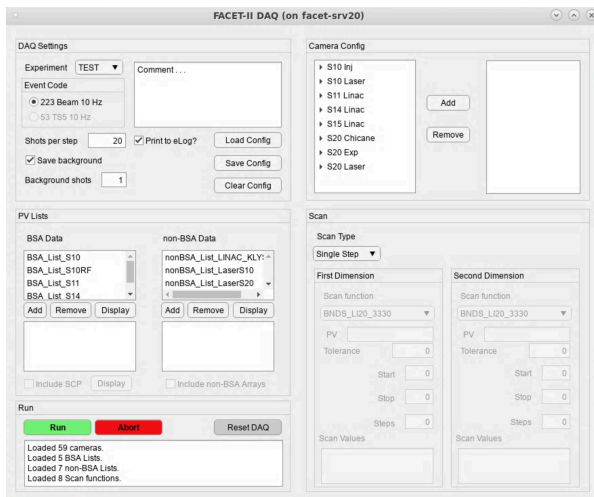 FACET-II DAQ (on facet-srv20)
DAQ Settings
Experiment TEST
Comment . . .
Event Code
223 Beam 10 Hz
53 TS5 10 Hz
Shots per step 20
Print to eLog?
Load Config
Save background
Save Config
Background shots 1
Clear Config
Camera Config
S10 Inj
S10 Laser
S11 Linac
S14 Linac
S15 Linac
S20 Chicane
S20 Exp
S20 Laser
Add
Remove
PV Lists
BSA Data
BSA_List_S10
BSA_List_S10RF
BSA_List_S11
BSA_List_S14
Add Remove Display
Include SCP Display
non-BSA Data
nonBSA_List_LINAC_KLY
nonBSA_List_LaserS10
nonBSA_List_LaserS20
Add Remove Display
Include non-BSA Arrays
Scan
Scan Type
Single Step
First Dimension
Scan function
BNDS_LI20_3330
PV
Tolerance 0
Start 0
Stop 0
Steps 0
Scan Values
Second Dimension
Scan function
BNDS_LI20_3330
PV
Tolerance 0
Start 0
Stop 0
Steps 0
Scan Values
Run
Run Abort Reset DAQ
Loaded 59 cameras.
Loaded 5 BSA Lists.
Loaded 7 non-BSA Lists.
Loaded 8 Scan functions.